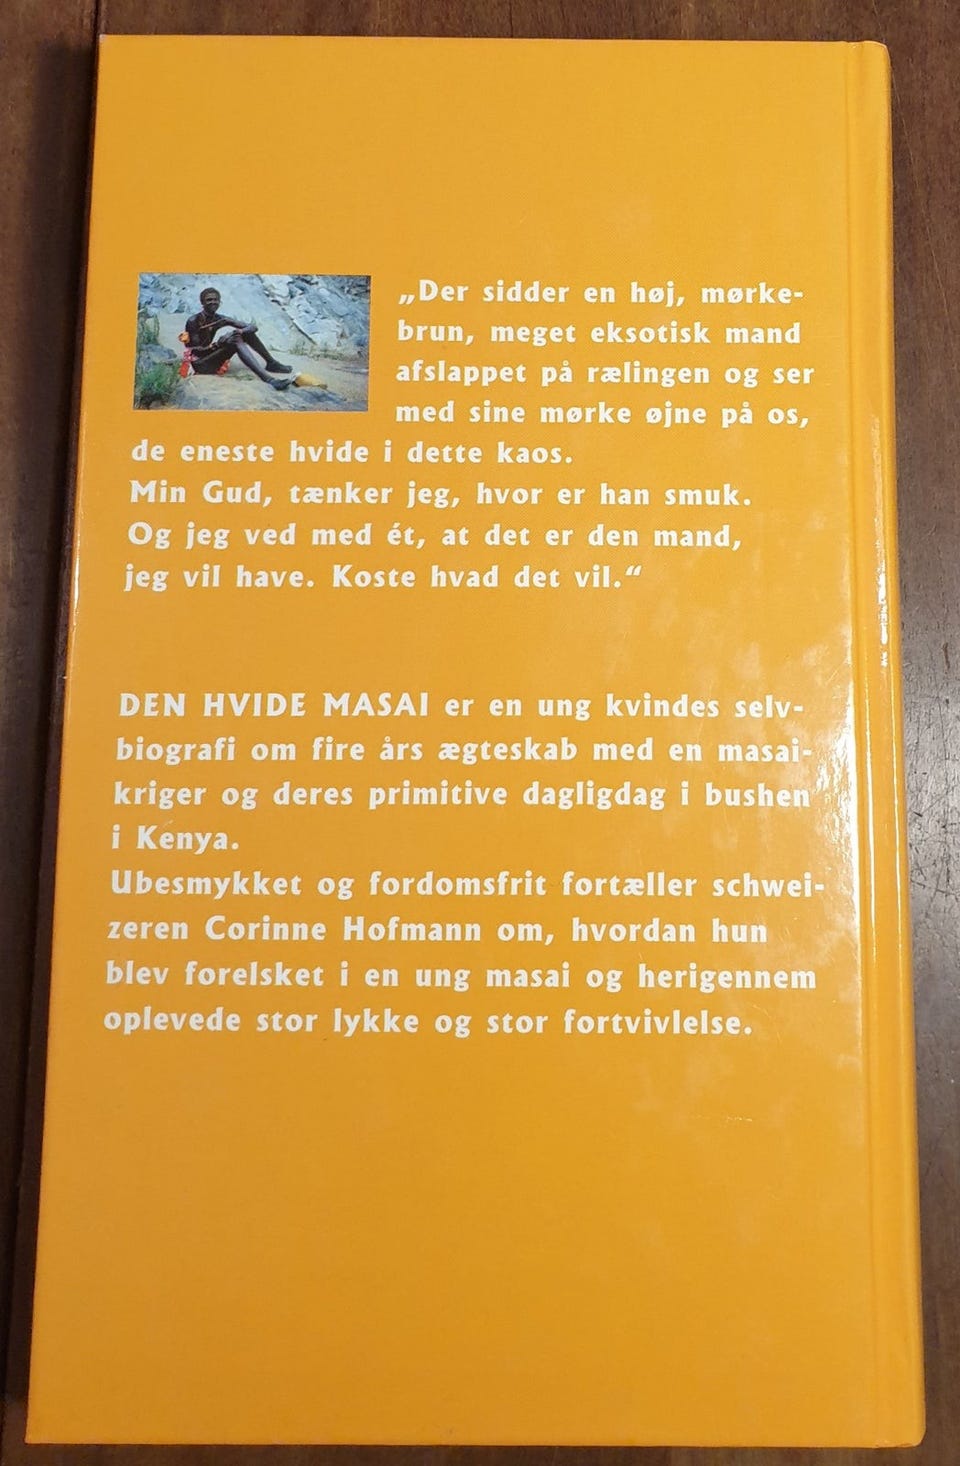 „Der sidder en høj, mørke-
brun, meget eksotisk mand
afslappet på rælingen og ser
med sine mørke øjne på os,
de eneste hvide i dette kaos.
Min Gud, tænker jeg, hvor er han smuk.
Og jeg ved med ét, at det er den mand,
jeg vil have. Koste hvad det vil.“
DEN HVIDE MASAI er en ung kvindes selv-
biografi om fire års ægteskab med en masai-
kriger og deres primitive dagligdag i bushen
i Kenya.
Ubesmykket og fordomsfrit fortæller schwei-
zeren Corinne Hofmann om, hvordan hun
blev forelsket i en ung masai og herigennem
oplevede stor lykke og stor fortvivlelse.